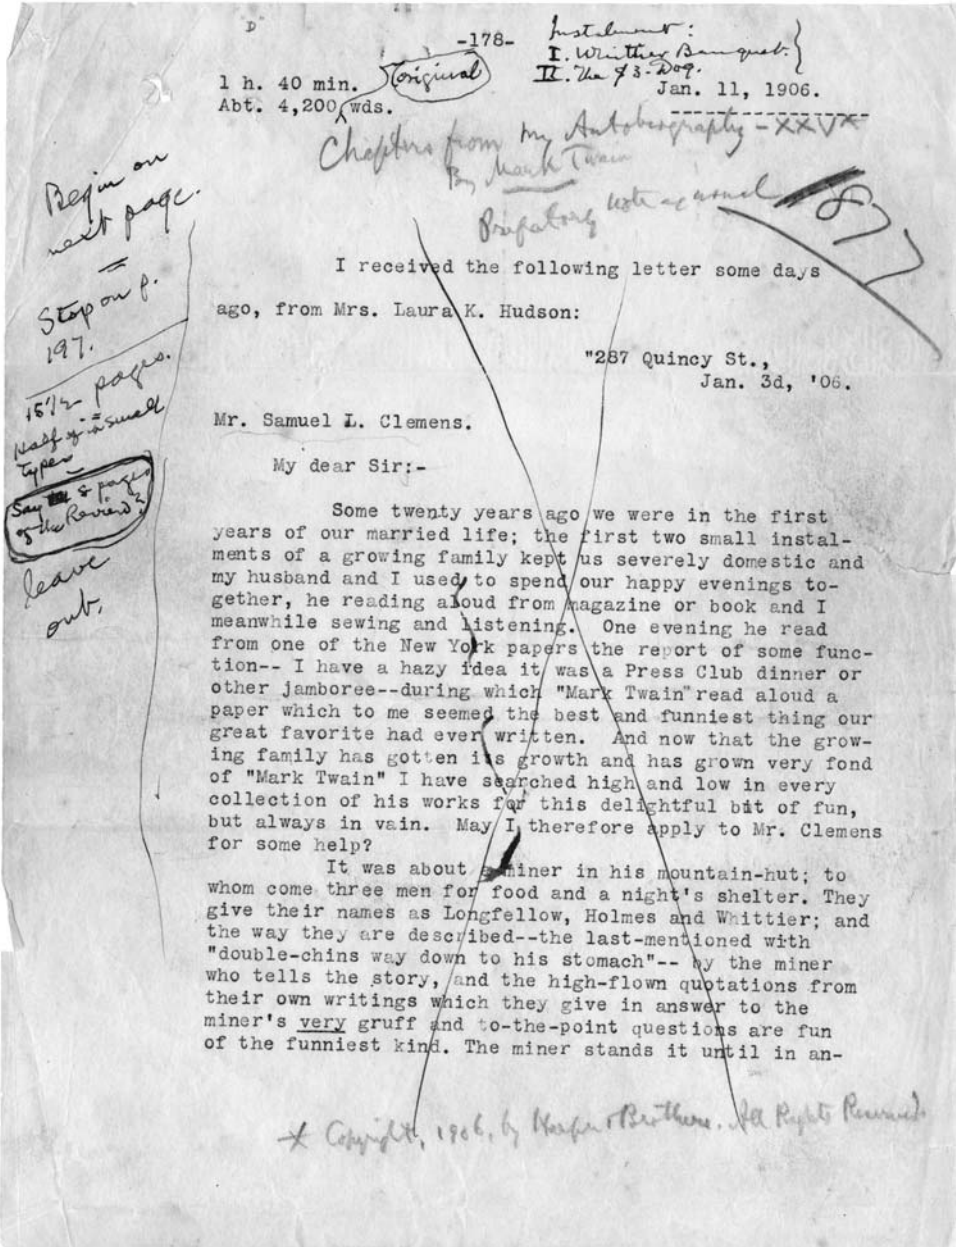 D
-178-
Instalment:
I. Whittier Banquet.
II. The $3-Dog.
1 h. 40 min.
original
Abt. 4,200 wds.
Jan. 11, 1906.
Chapters from My Autobiography - XXV*
By Mark Twain
Prefatory note as usual
Begin on
next page.
Stop on p.
197.
15½ pages.
Half of it in small
type
Say 8 pages
of the Review?
leave
out.
I received the following letter some days
ago, from Mrs. Laura K. Hudson:
"287 Quincy St.,
Jan. 3d, '06.
Mr. Samuel L. Clemens.
My dear Sir:-
Some twenty years ago we were in the first
years of our married life; the first two small instal-
ments of a growing family kept us severely domestic and
my husband and I used to spend our happy evenings to-
gether, he reading aloud from magazine or book and I
meanwhile sewing and listening. One evening he read
from one of the New York papers the report of some func-
tion-- I have a hazy idea it was a Press Club dinner or
other jamboree--during which "Mark Twain" read aloud a
paper which to me seemed the best and funniest thing our
great favorite had ever written. And now that the grow-
ing family has gotten its growth and has grown very fond
of "Mark Twain" I have searched high and low in every
collection of his works for this delightful bit of fun,
but always in vain. May I therefore apply to Mr. Clemens
for some help?
It was about a miner in his mountain-hut; to
whom come three men for food and a night's shelter. They
give their names as Longfellow, Holmes and Whittier; and
the way they are described--the last-mentioned with
"double-chins way down to his stomach"-- by the miner
who tells the story, and the high-flown quotations from
their own writings which they give in answer to the
miner's very gruff and to-the-point questions are fun
of the funniest kind. The miner stands it until in an-
* Copyright, 1906, by Harper & Brothers. All Rights Reserved.